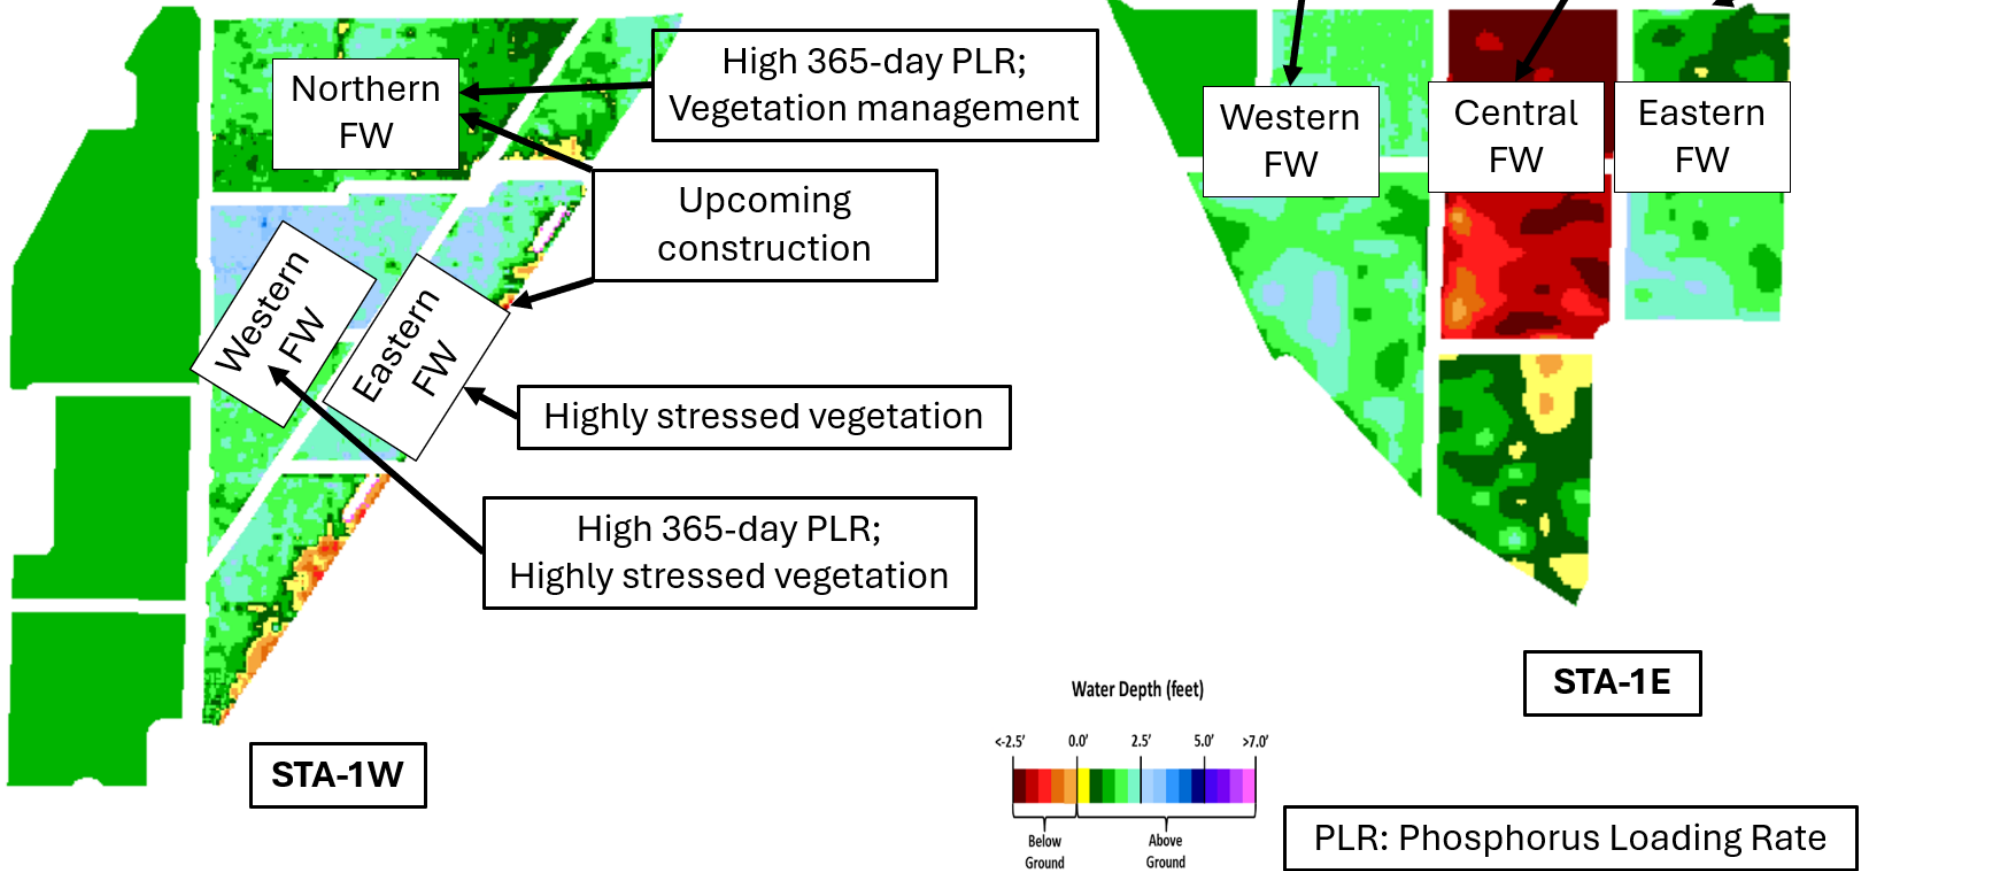 Northern
FW
High 365-day PLR;
Vegetation management
Upcoming
construction
Western
FW
Eastern
FW
Highly stressed vegetation
High 365-day PLR;
Highly stressed vegetation
STA-1W
Western
FW
Central
FW
Eastern
FW
STA-1E
Water Depth (feet)
<-2.5' 0.0' 2.5' 5.0' >7.0'
Below
Ground
Above
Ground
PLR: Phosphorus Loading Rate